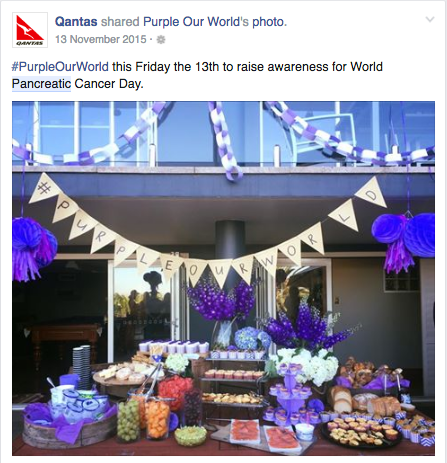 Qantas shared Purple Our World's photo.
13 November 2015 ·
QANTAS
#PurpleOurWorld this Friday the 13th to raise awareness for World
Pancreatic Cancer Day.
#PURPLEOURWORLD